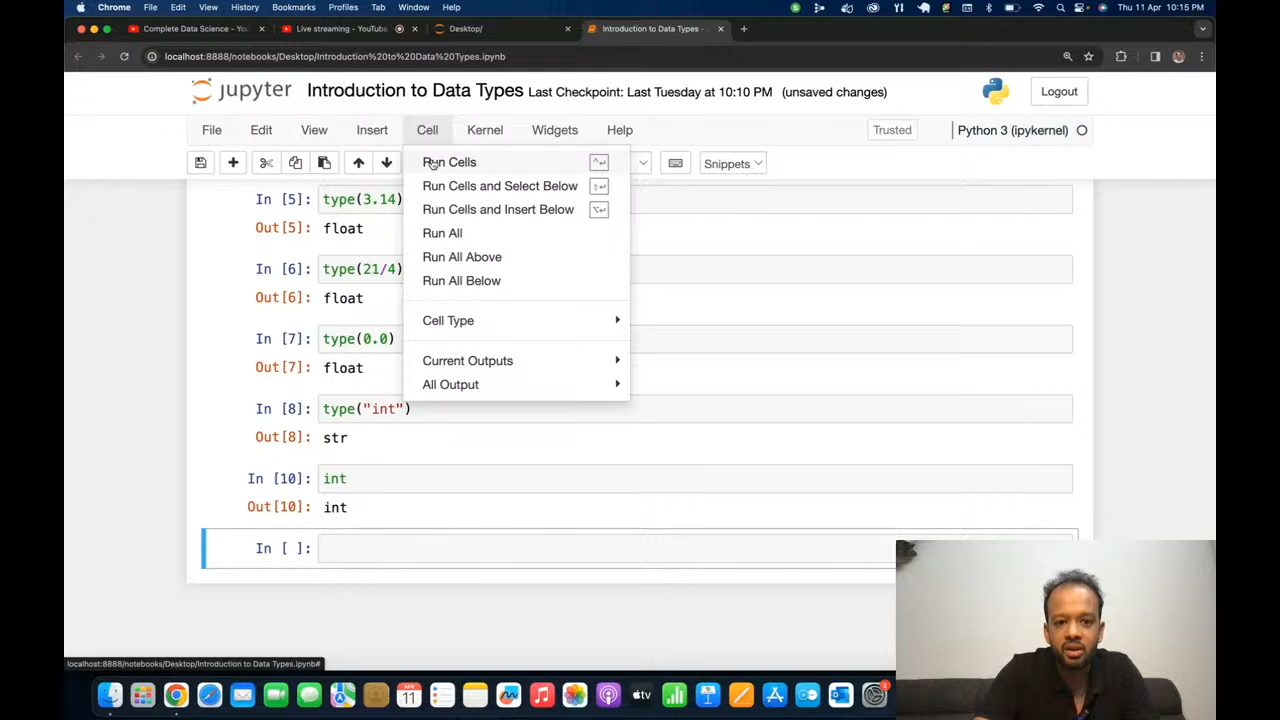 Chrome File Edit View History Bookmarks Profiles Tab Window Help Thu 11 Apr 10:15 PM
Complete Data Science - Yo Live streaming - YouTube Desktop/ Introduction to Data Types -
localhost:8888/notebooks/Desktop/Introduction%20to%20Data%20Types.ipynb
jupyter Introduction to Data Types Last Checkpoint: Last Tuesday at 10:10 PM (unsaved changes) Logout
File Edit View Insert Cell Kernel Widgets Help Trusted Python 3 (ipykernel)
Snippets
Run Cells
Run Cells and Select Below
Run Cells and Insert Below
Run All
Run All Above
Run All Below
Cell Type
Current Outputs
All Output
In [5]: type(3.14)
Out[5]: float
In [6]: type(21/4)
Out[6]: float
In [7]: type(0.0)
Out[7]: float
In [8]: type("int")
Out[8]: str
In [10]: int
Out[10]: int
In [ ]:
localhost:8888/notebooks/Desktop/Introduction to Data Types.ipynb#
APR
11
tv
2